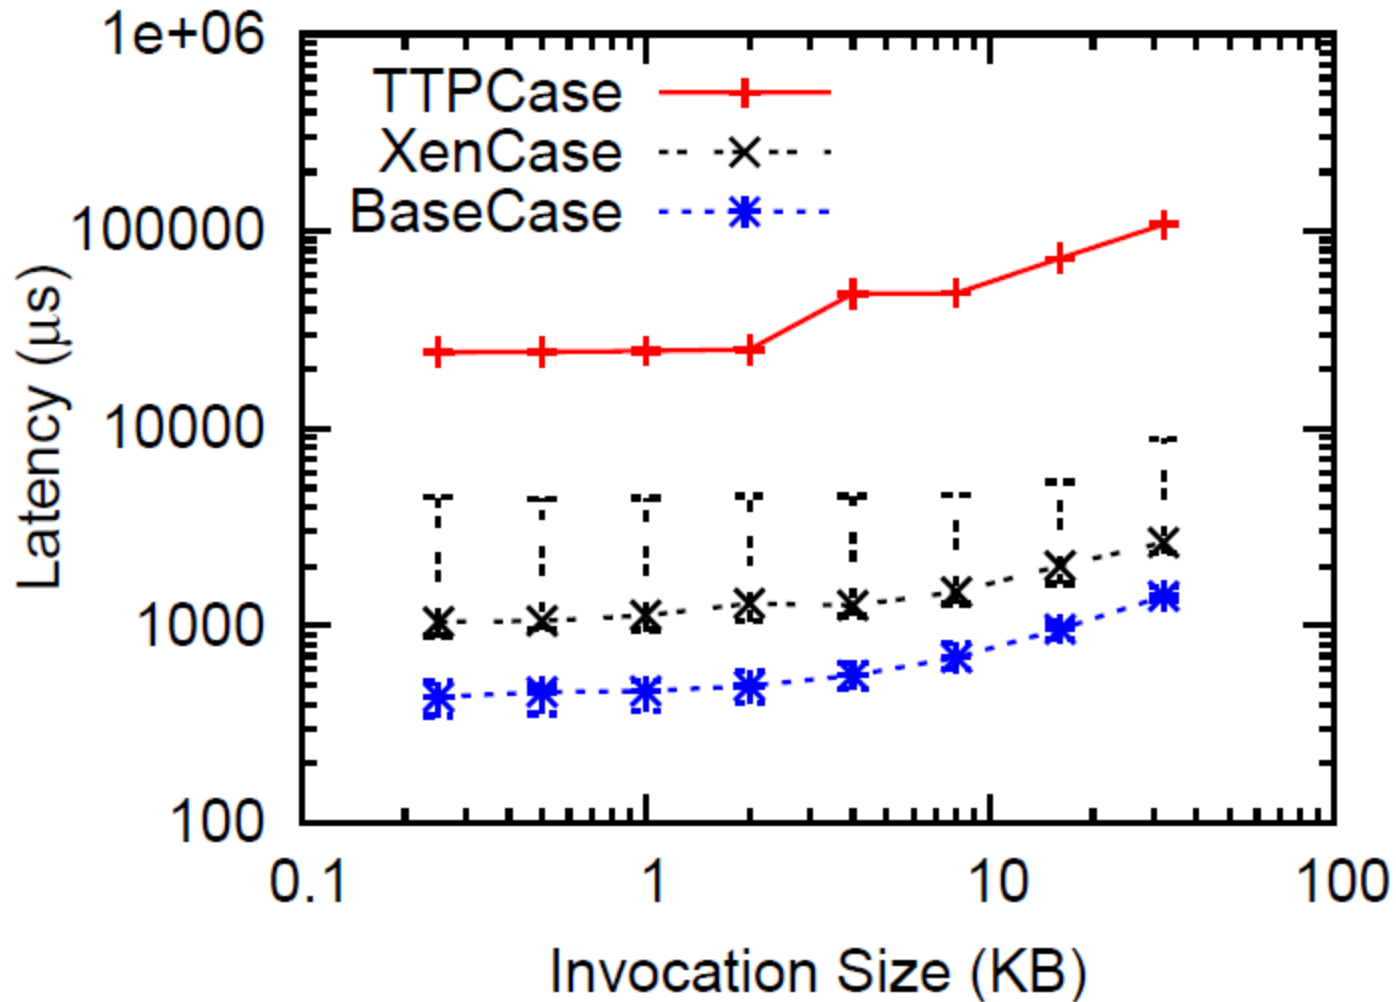 1e+06
100000
10000
1000
100
Latency (μs)
TTPCase
XenCase
BaseCase
0.1 1 10 100
Invocation Size (KB)